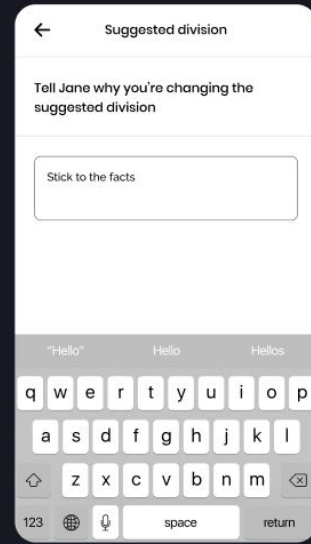 Suggested division
Tell Jane why you're changing the
suggested division
Stick to the facts
"Hello" Hello Hellos
q w e r t y u i o p
a s d f g h j k l
z x c v b n m
123 space return